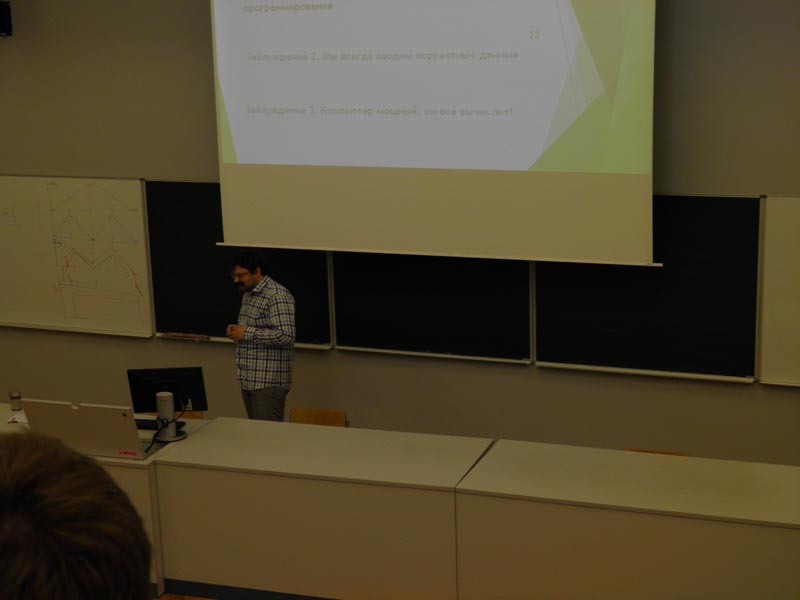 программирования
Заблуждение 2. Мы всегда вводим корректные данные
Заблуждение 3. Компьютер мощный, он все вычислит!